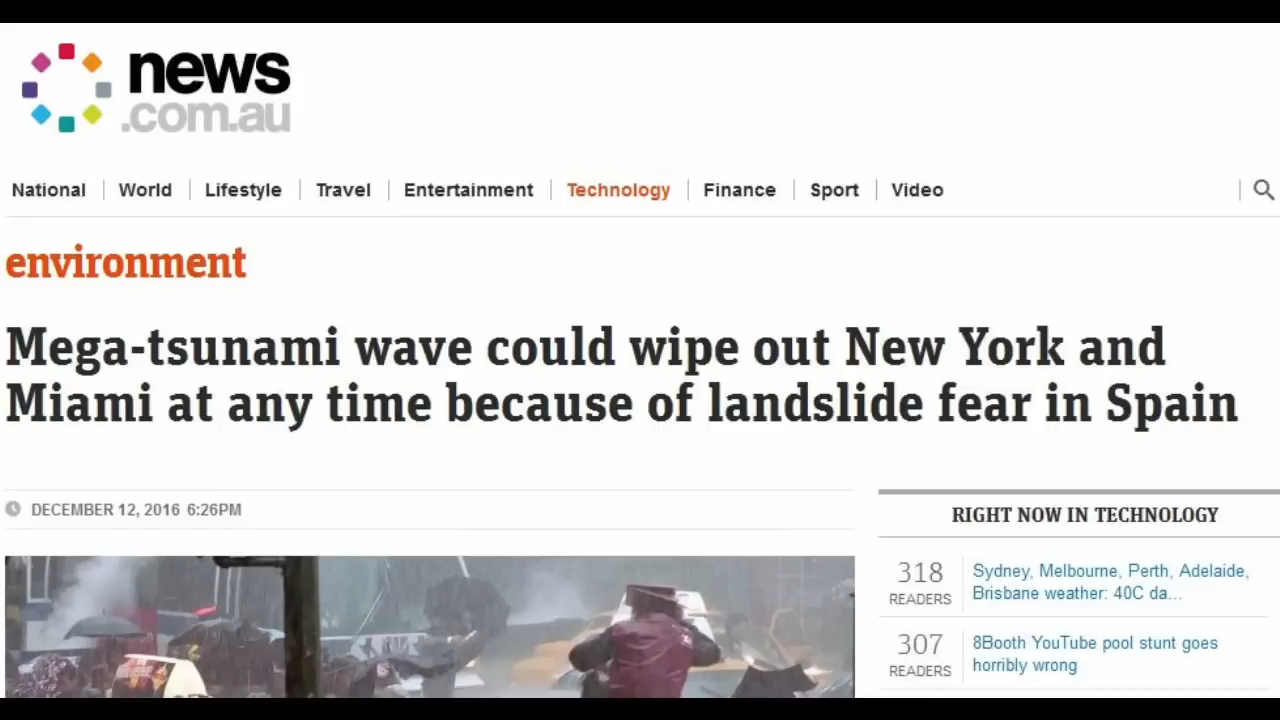 news
.com.au
National World Lifestyle Travel Entertainment Technology Finance Sport Video
environment
Mega-tsunami wave could wipe out New York and
Miami at any time because of landslide fear in Spain
DECEMBER 12, 2016 6:26PM
RIGHT NOW IN TECHNOLOGY
318
READERS
Sydney, Melbourne, Perth, Adelaide,
Brisbane weather: 40C da...
307
READERS
8Booth YouTube pool stunt goes
horribly wrong